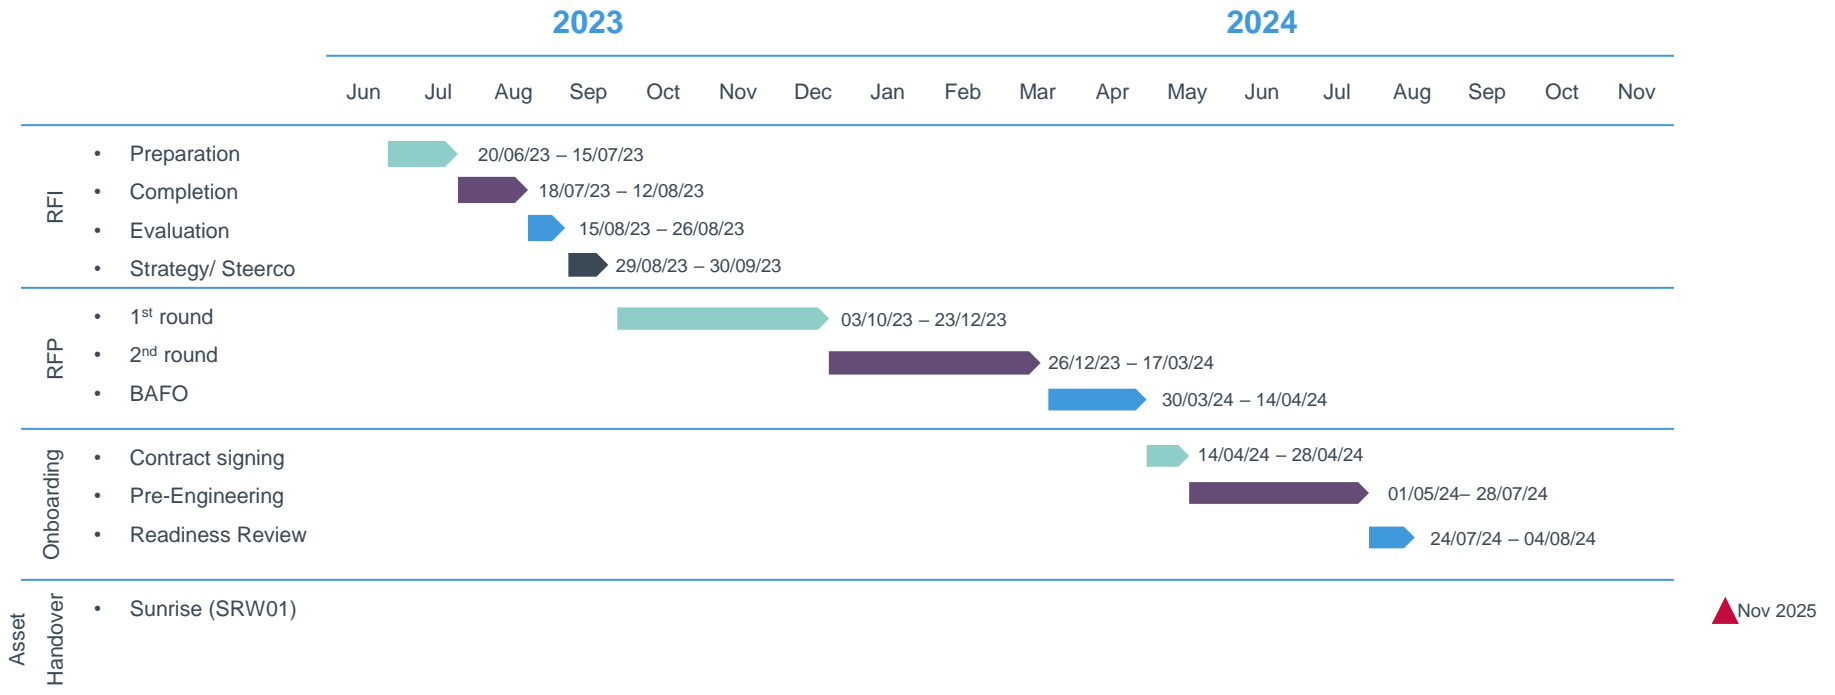 2023 2024
Jun Jul Aug Sep Oct Nov Dec Jan Feb Mar Apr May Jun Jul Aug Sep Oct Nov
RFI
• Preparation 20/06/23 – 15/07/23
• Completion 18/07/23 – 12/08/23
• Evaluation 15/08/23 – 26/08/23
• Strategy/ Steerco 29/08/23 – 30/09/23
RFP
• 1st round 03/10/23 – 23/12/23
• 2nd round 26/12/23 – 17/03/24
• BAFO 30/03/24 – 14/04/24
Onboarding
• Contract signing 14/04/24 – 28/04/24
• Pre-Engineering 01/05/24– 28/07/24
• Readiness Review 24/07/24 – 04/08/24
Asset
Handover
• Sunrise (SRW01) Nov 2025